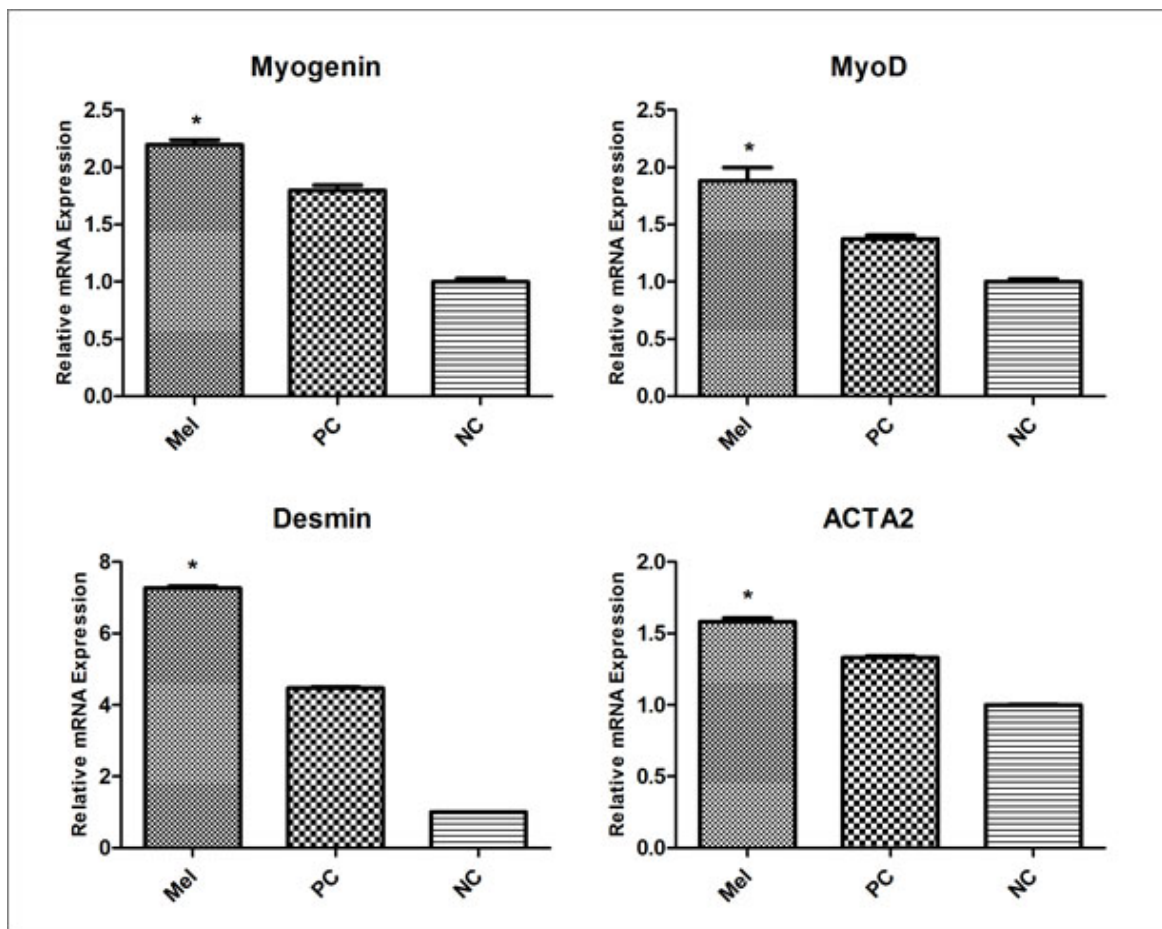 Myogenin
Relative mRNA Expression
2.5
2.0
1.5
1.0
0.5
0.0
*
Mel
PC
NC
MyoD
Relative mRNA Expression
2.5
2.0
1.5
1.0
0.5
0.0
*
Mel
PC
NC
Desmin
Relative mRNA Expression
8
6
4
2
0
*
Mel
PC
NC
ACTA2
Relative mRNA Expression
2.0
1.5
1.0
0.5
0.0
*
Mel
PC
NC